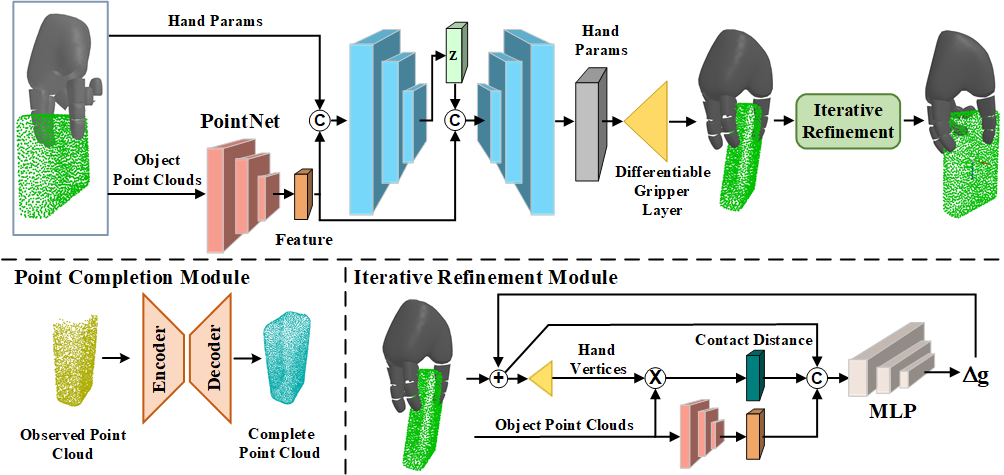 Hand Params
PointNet
Object
Point Clouds
Feature
C
z
C
Hand
Params
Differentiable
Gripper
Layer
Iterative
Refinement
Point Completion Module
Encoder
Decoder
Observed Point
Cloud
Complete
Point Cloud
Iterative Refinement Module
+
Hand
Vertices
X
Contact Distance
C
Object Point Clouds
MLP
Δg